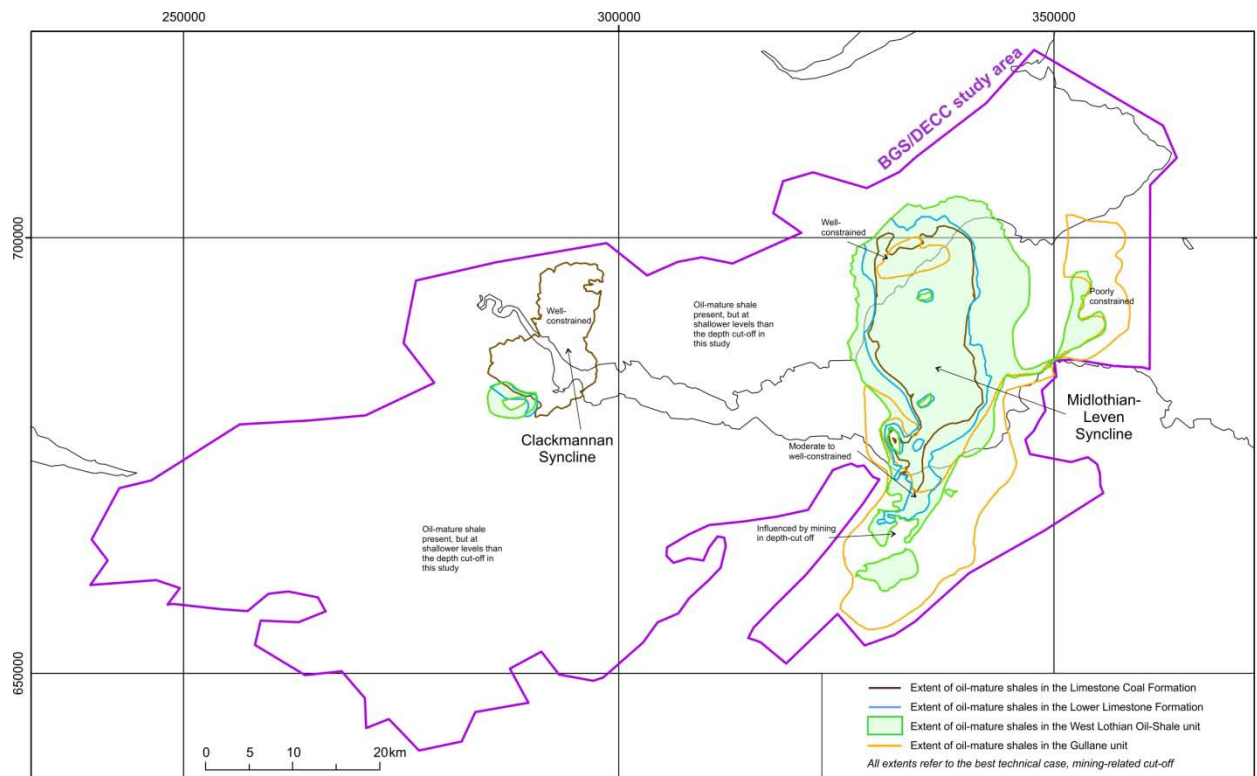 250000
300000
350000
700000
650000
BGS/DECC study area
Well-
constrained
Poorly
constrained
Well-
constrained
Oil-mature shale
present, but at
shallower levels than
the depth cut-off in
this study
Clackmannan
Syncline
Midlothian-
Leven
Syncline
Moderate to
well-constrained
Influenced by mining
in depth-cut off
Oil-mature shale
present, but at
shallower levels than
the depth cut-off in
this study
0 5 10 20km
Extent of oil-mature shales in the Limestone Coal Formation
Extent of oil-mature shales in the Lower Limestone Formation
Extent of oil-mature shales in the West Lothian Oil-Shale unit
Extent of oil-mature shales in the Gullane unit
All extents refer to the best technical case, mining-related cut-off